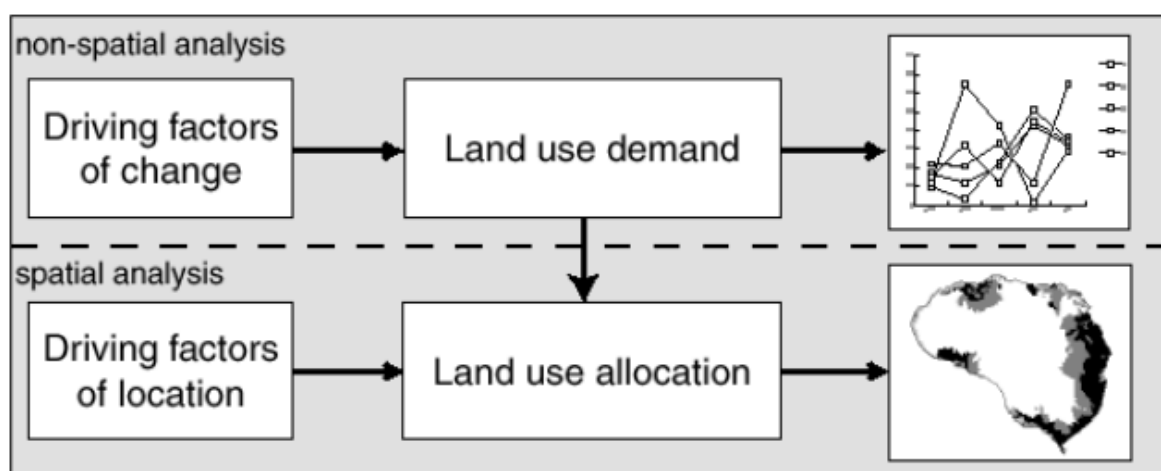 non-spatial analysis
Driving factors
of change
Land use demand
spatial analysis
Driving factors
of location
Land use allocation